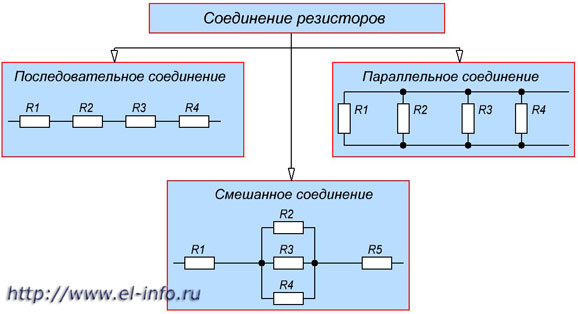 Соединение резисторов
Последовательное соединение
R1 R2 R3 R4
Параллельное соединение
R1 R2 R3 R4
Смешанное соединение
R2
R1 R3 R5
R4
http://www.el-info.ru